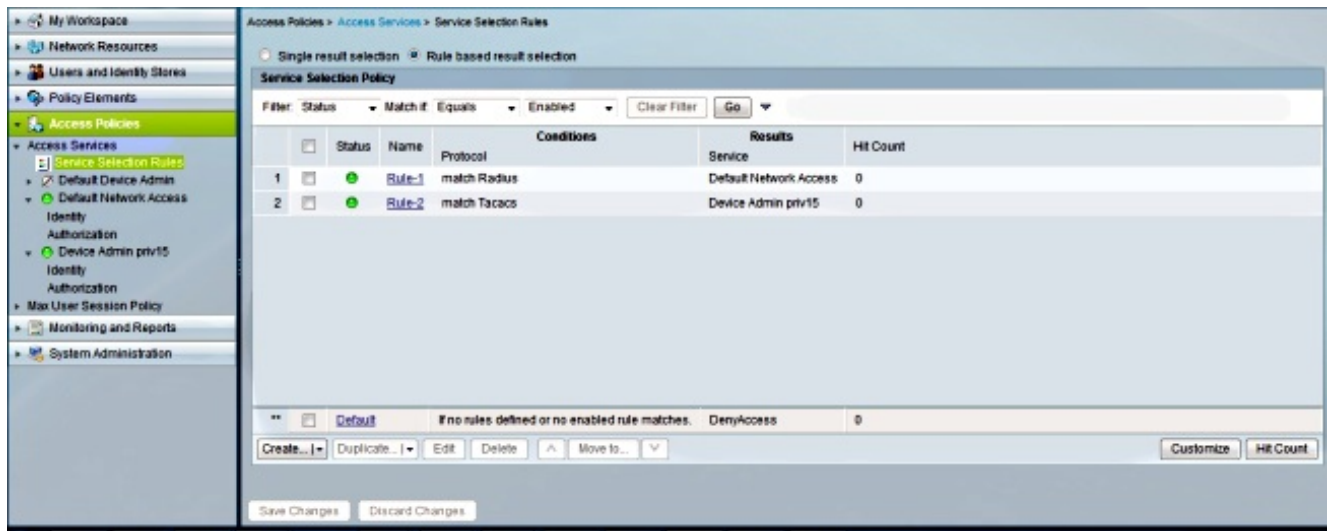 My Workspace
Network Resources
Users and Identity Stores
Policy Elements
Access Policies
Access Services
Service Selection Rules
Default Device Admin
Default Network Access
Identity
Authorization
Device Admin priv15
Identity
Authorization
Max User Session Policy
Monitoring and Reports
System Administration
Access Policies > Access Services > Service Selection Rules
Single result selection Rule based result selection
Service Selection Policy
Filter: Status Match if: Equals Enabled Clear Filter Go
Status Name Conditions Results Hit Count
Protocol Service
1 Rule-1 match Radius Default Network Access 0
2 Rule-2 match Tacacs Device Admin priv15 0
** Default If no rules defined or no enabled rule matches. DenyAccess 0
Create... | Duplicate... | Edit Delete Move to... Customize Hit Count
Save Changes Discard Changes